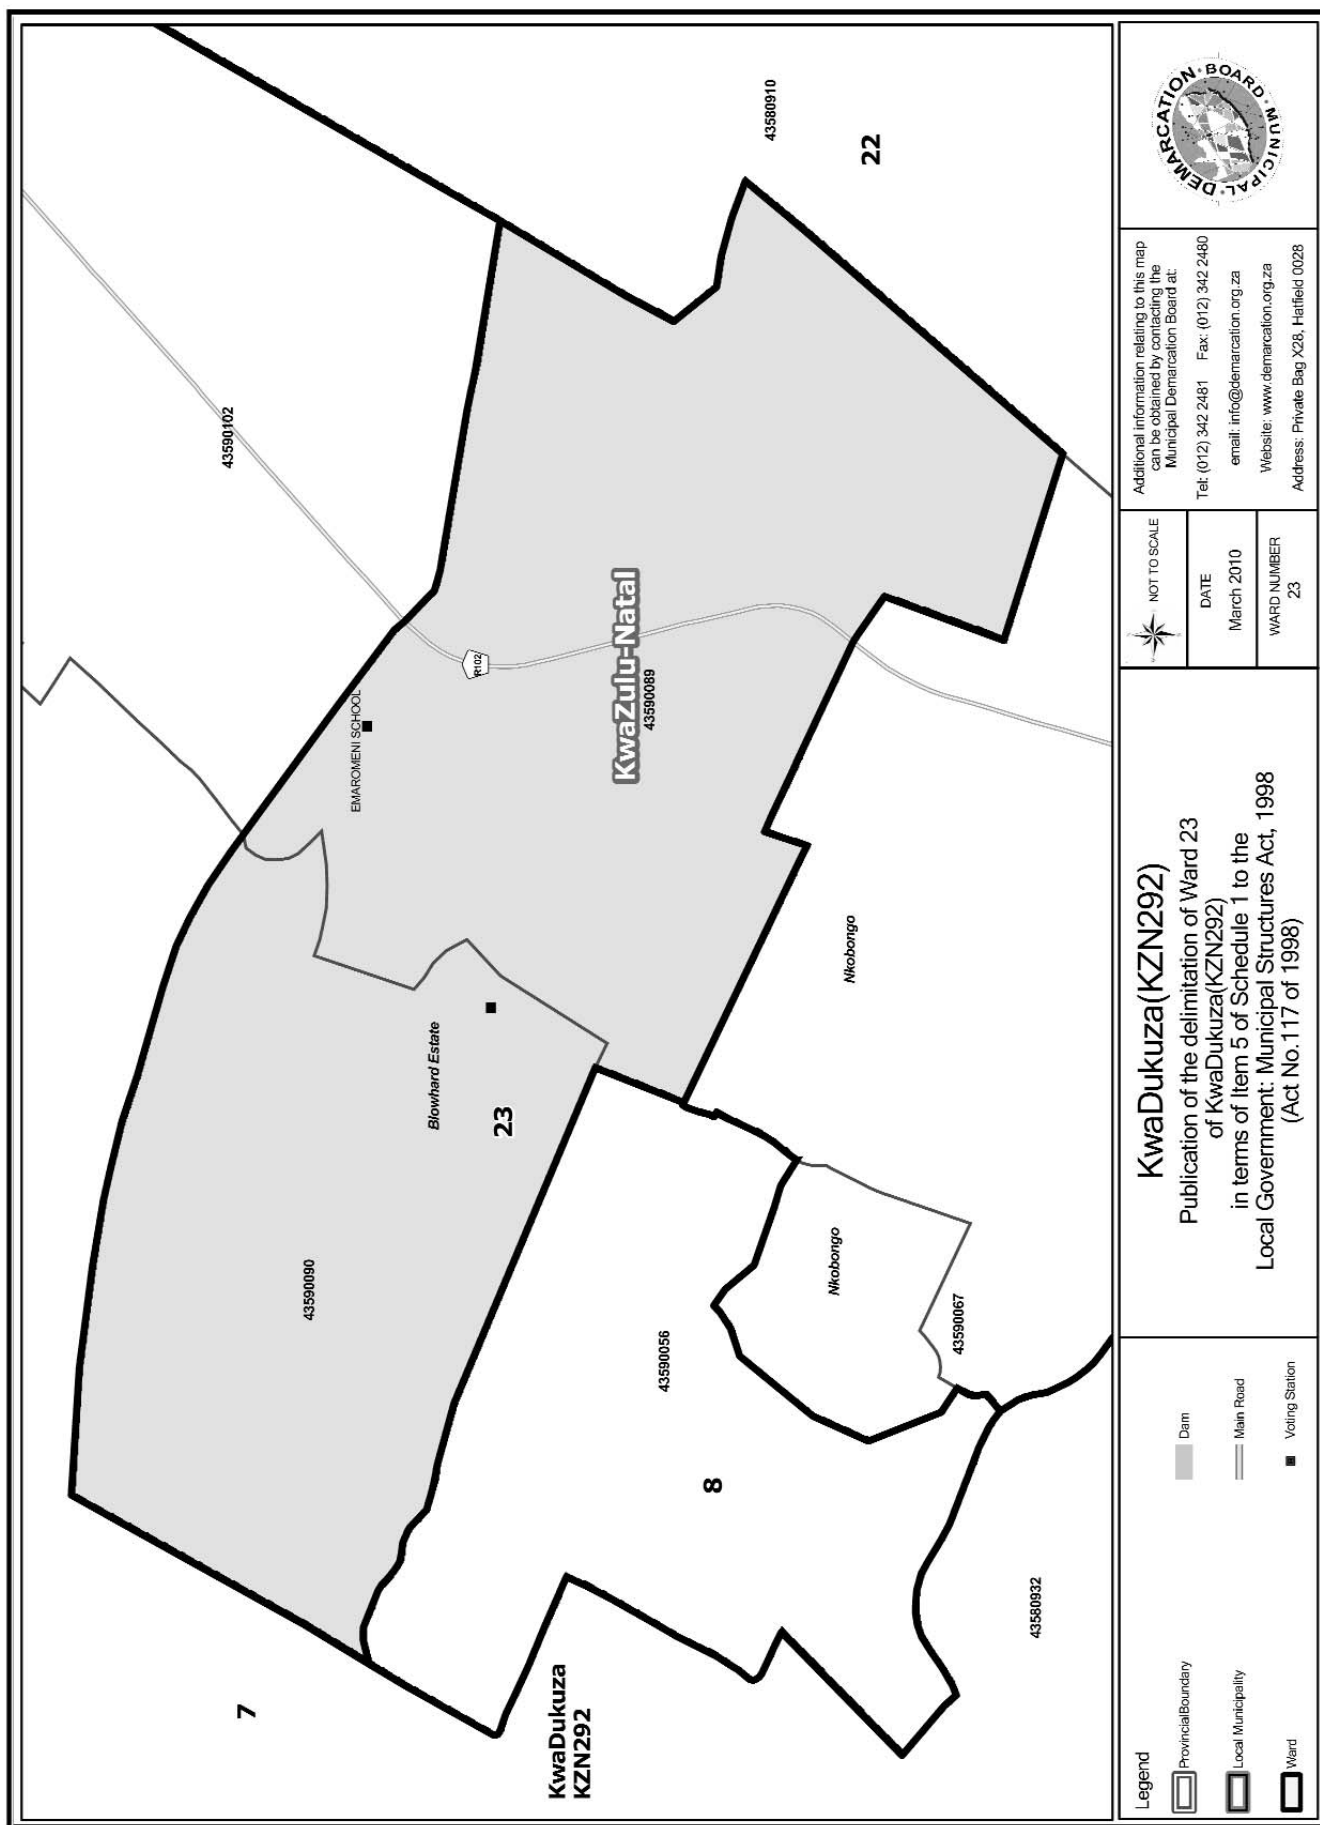 43580910
22
43590102
R102
KwaZulu-Natal
43590089
EMAROMENI SCHOOL
Nkobongo
Blowhard Estate
23
43590090
Nkobongo
43590067
43590056
8
43580932
7
KwaDukuza
KZN292
Legend
ProvincialBoundary
Local Municipality
Ward
Dam
Main Road
Voting Station
KwaDukuza(KZN292)
Publication of the delimitation of Ward 23
of KwaDukuza(KZN292)
in terms of Item 5 of Schedule 1 to the
Local Government: Municipal Structures Act, 1998
(Act No.117 of 1998)
NOT TO SCALE
DATE
March 2010
WARD NUMBER
23
Additional information relating to this map
can be obtained by contacting the
Municipal Demarcation Board at:
Tel: (012) 342 2481 Fax: (012) 342 2480
email: info@demarcation.org.za
Website: www.demarcation.org.za
Address: Private Bag X28, Hatfield 0028
MUNICIPAL · DEMARCATION · BOARD ·